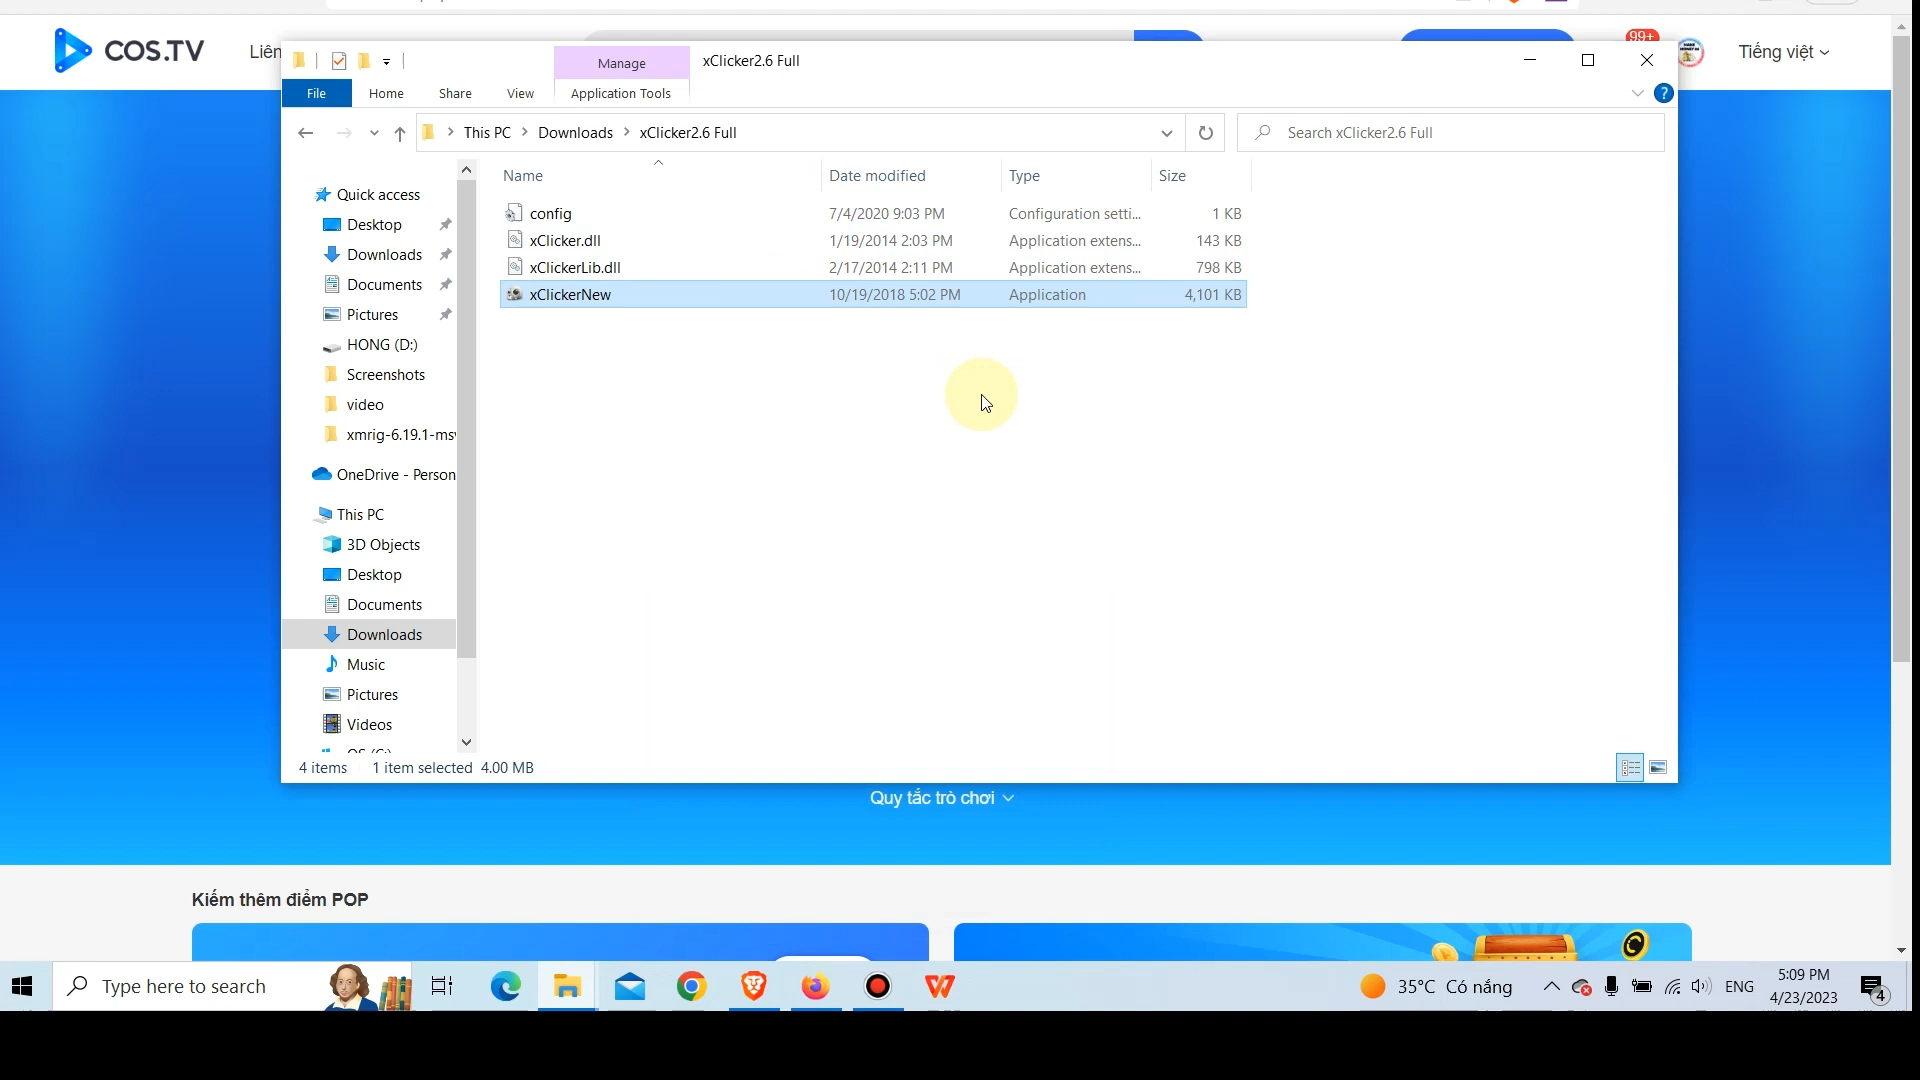 COS.TV
Liên
99+
Tiếng việt
Manage
xClicker2.6 Full
File
Home
Share
View
Application Tools
?
This PC
Downloads
xClicker2.6 Full
Search xClicker2.6 Full
Name
Date modified
Type
Size
config
7/4/2020 9:03 PM
Configuration setti...
1 KB
xClicker.dll
1/19/2014 2:03 PM
Application extens...
143 KB
xClickerLib.dll
2/17/2014 2:11 PM
Application extens...
798 KB
xClickerNew
10/19/2018 5:02 PM
Application
4,101 KB
Quick access
Desktop
Downloads
Documents
Pictures
HONG (D:)
Screenshots
video
xmrig-6.19.1-msv
OneDrive - Person
This PC
3D Objects
Desktop
Documents
Downloads
Music
Pictures
Videos
OS (C:)
4 items
1 item selected
4.00 MB
Quy tắc trò chơi
Kiếm thêm điểm POP
Type here to search
35°C Có nắng
ENG
5:09 PM
4/23/2023
4